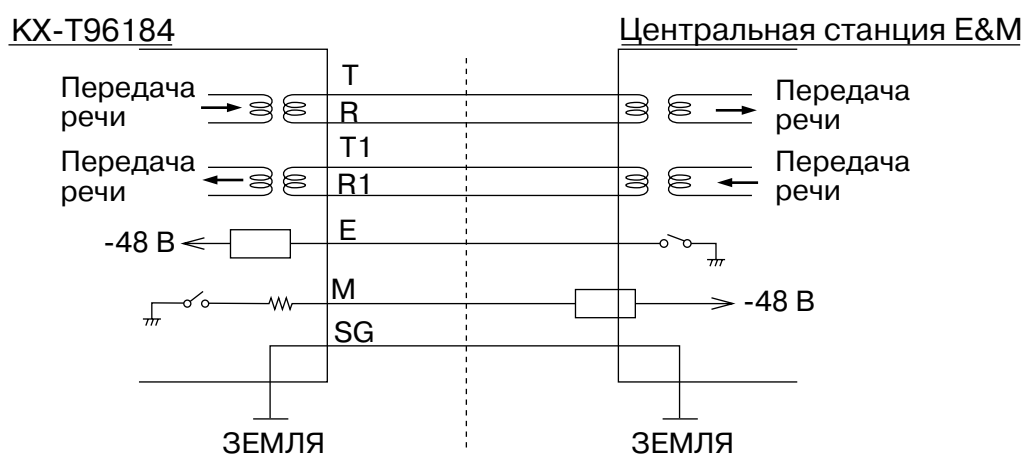 KX-T96184
Центральная станция E&M
T
Передача
речи
R
Передача
речи
T1
Передача
речи
R1
Передача
речи
E
-48 В
M
-48 В
SG
ЗЕМЛЯ
ЗЕМЛЯ